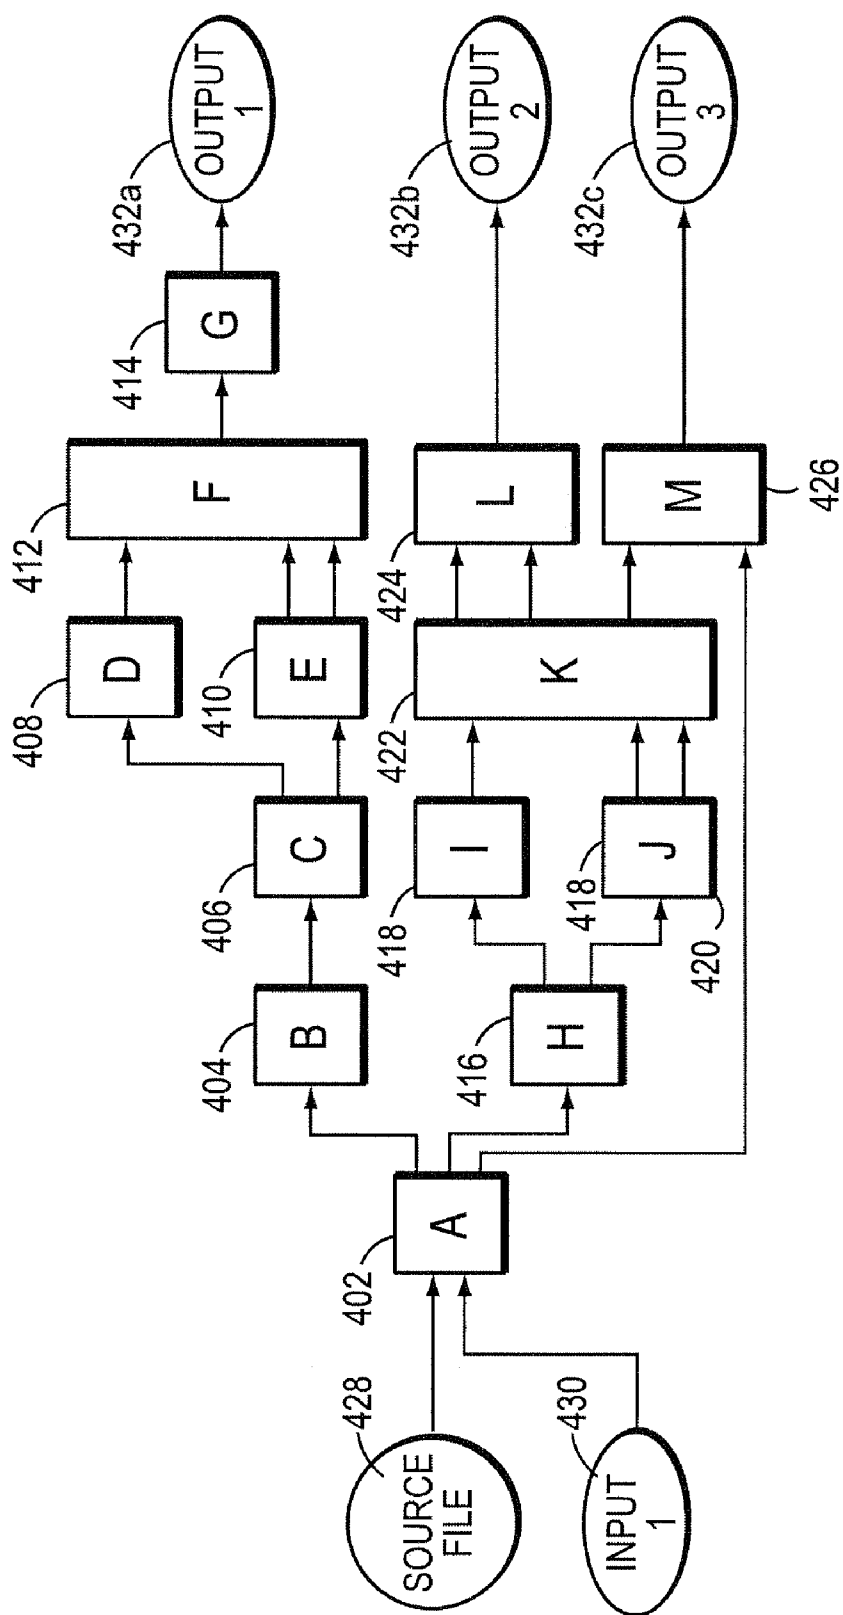 SOURCE
FILE
428
INPUT
1
430
402
A
404
B
406
C
408
D
410
E
412
F
414
G
432a
OUTPUT
1
416
H
418
I
418
J
420
422
K
424
L
432b
OUTPUT
2
M
426
432c
OUTPUT
3